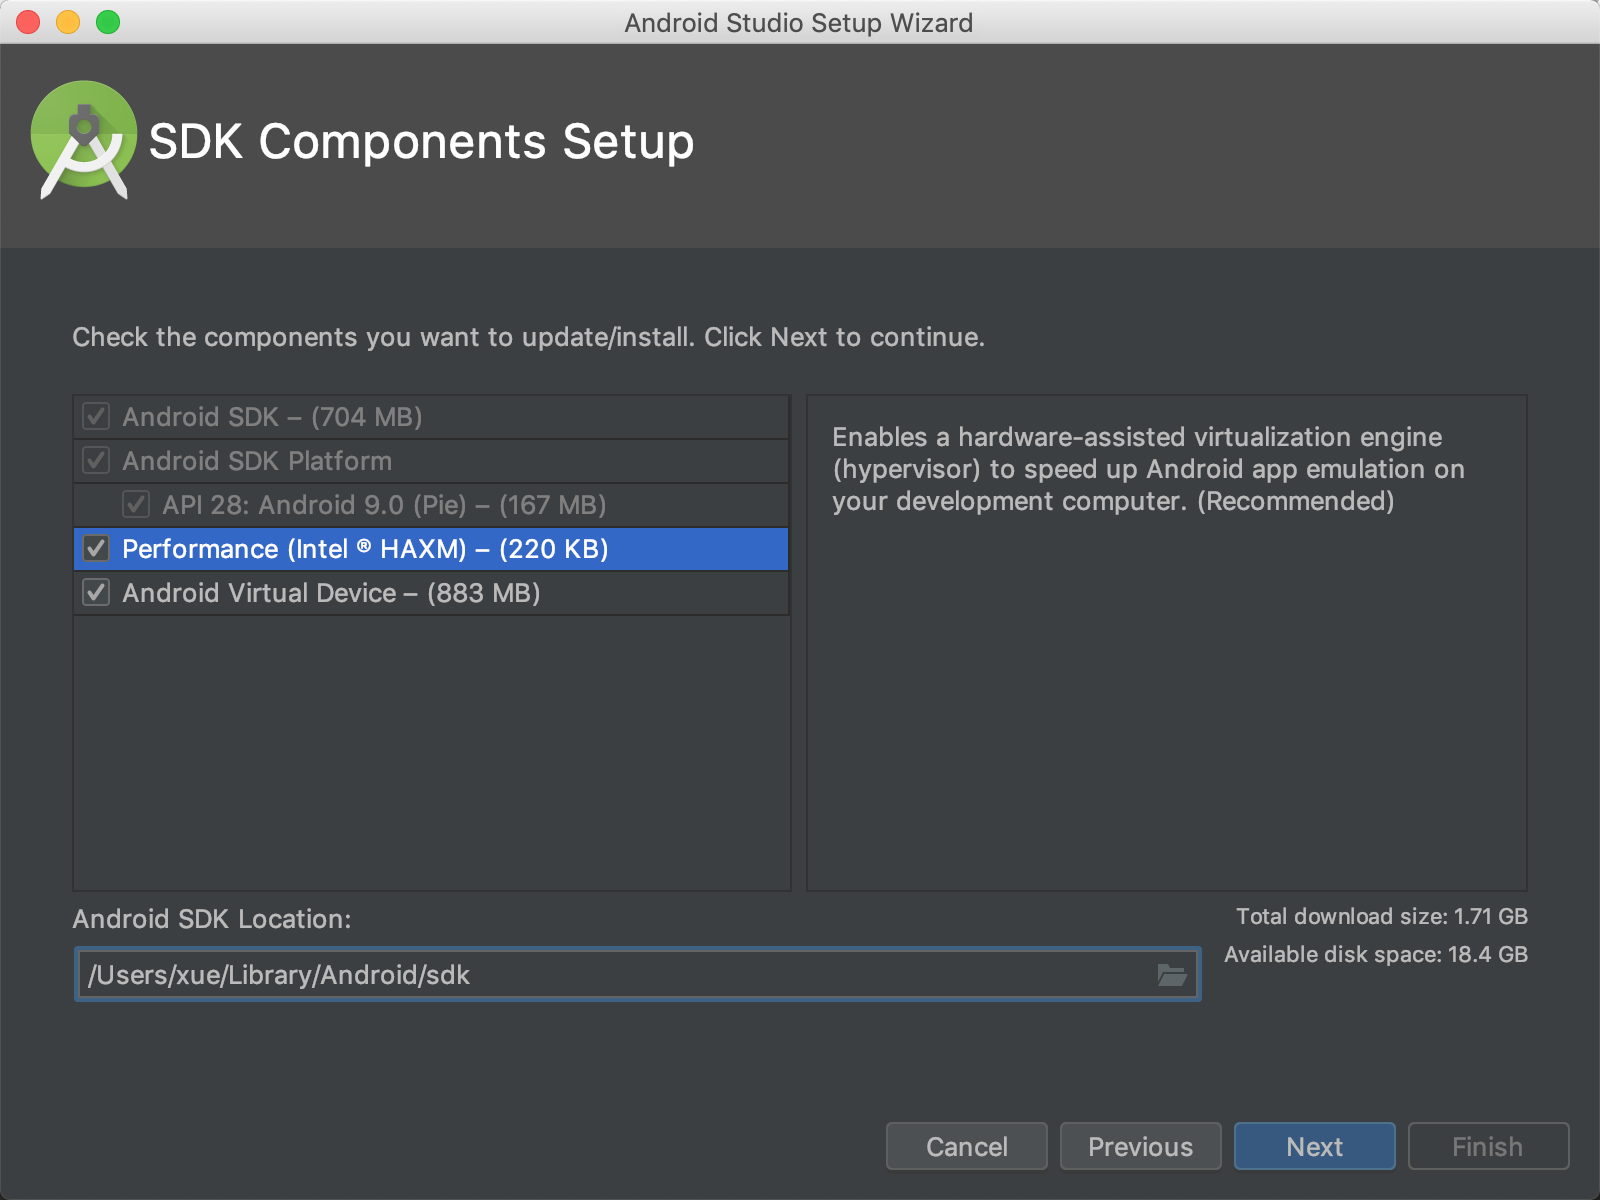 Android Studio Setup Wizard
SDK Components Setup
Check the components you want to update/install. Click Next to continue.
Android SDK – (704 MB)
Android SDK Platform
API 28: Android 9.0 (Pie) – (167 MB)
Performance (Intel ® HAXM) – (220 KB)
Android Virtual Device – (883 MB)
Enables a hardware-assisted virtualization engine
(hypervisor) to speed up Android app emulation on
your development computer. (Recommended)
Android SDK Location:
/Users/xue/Library/Android/sdk
Total download size: 1.71 GB
Available disk space: 18.4 GB
Cancel
Previous
Next
Finish